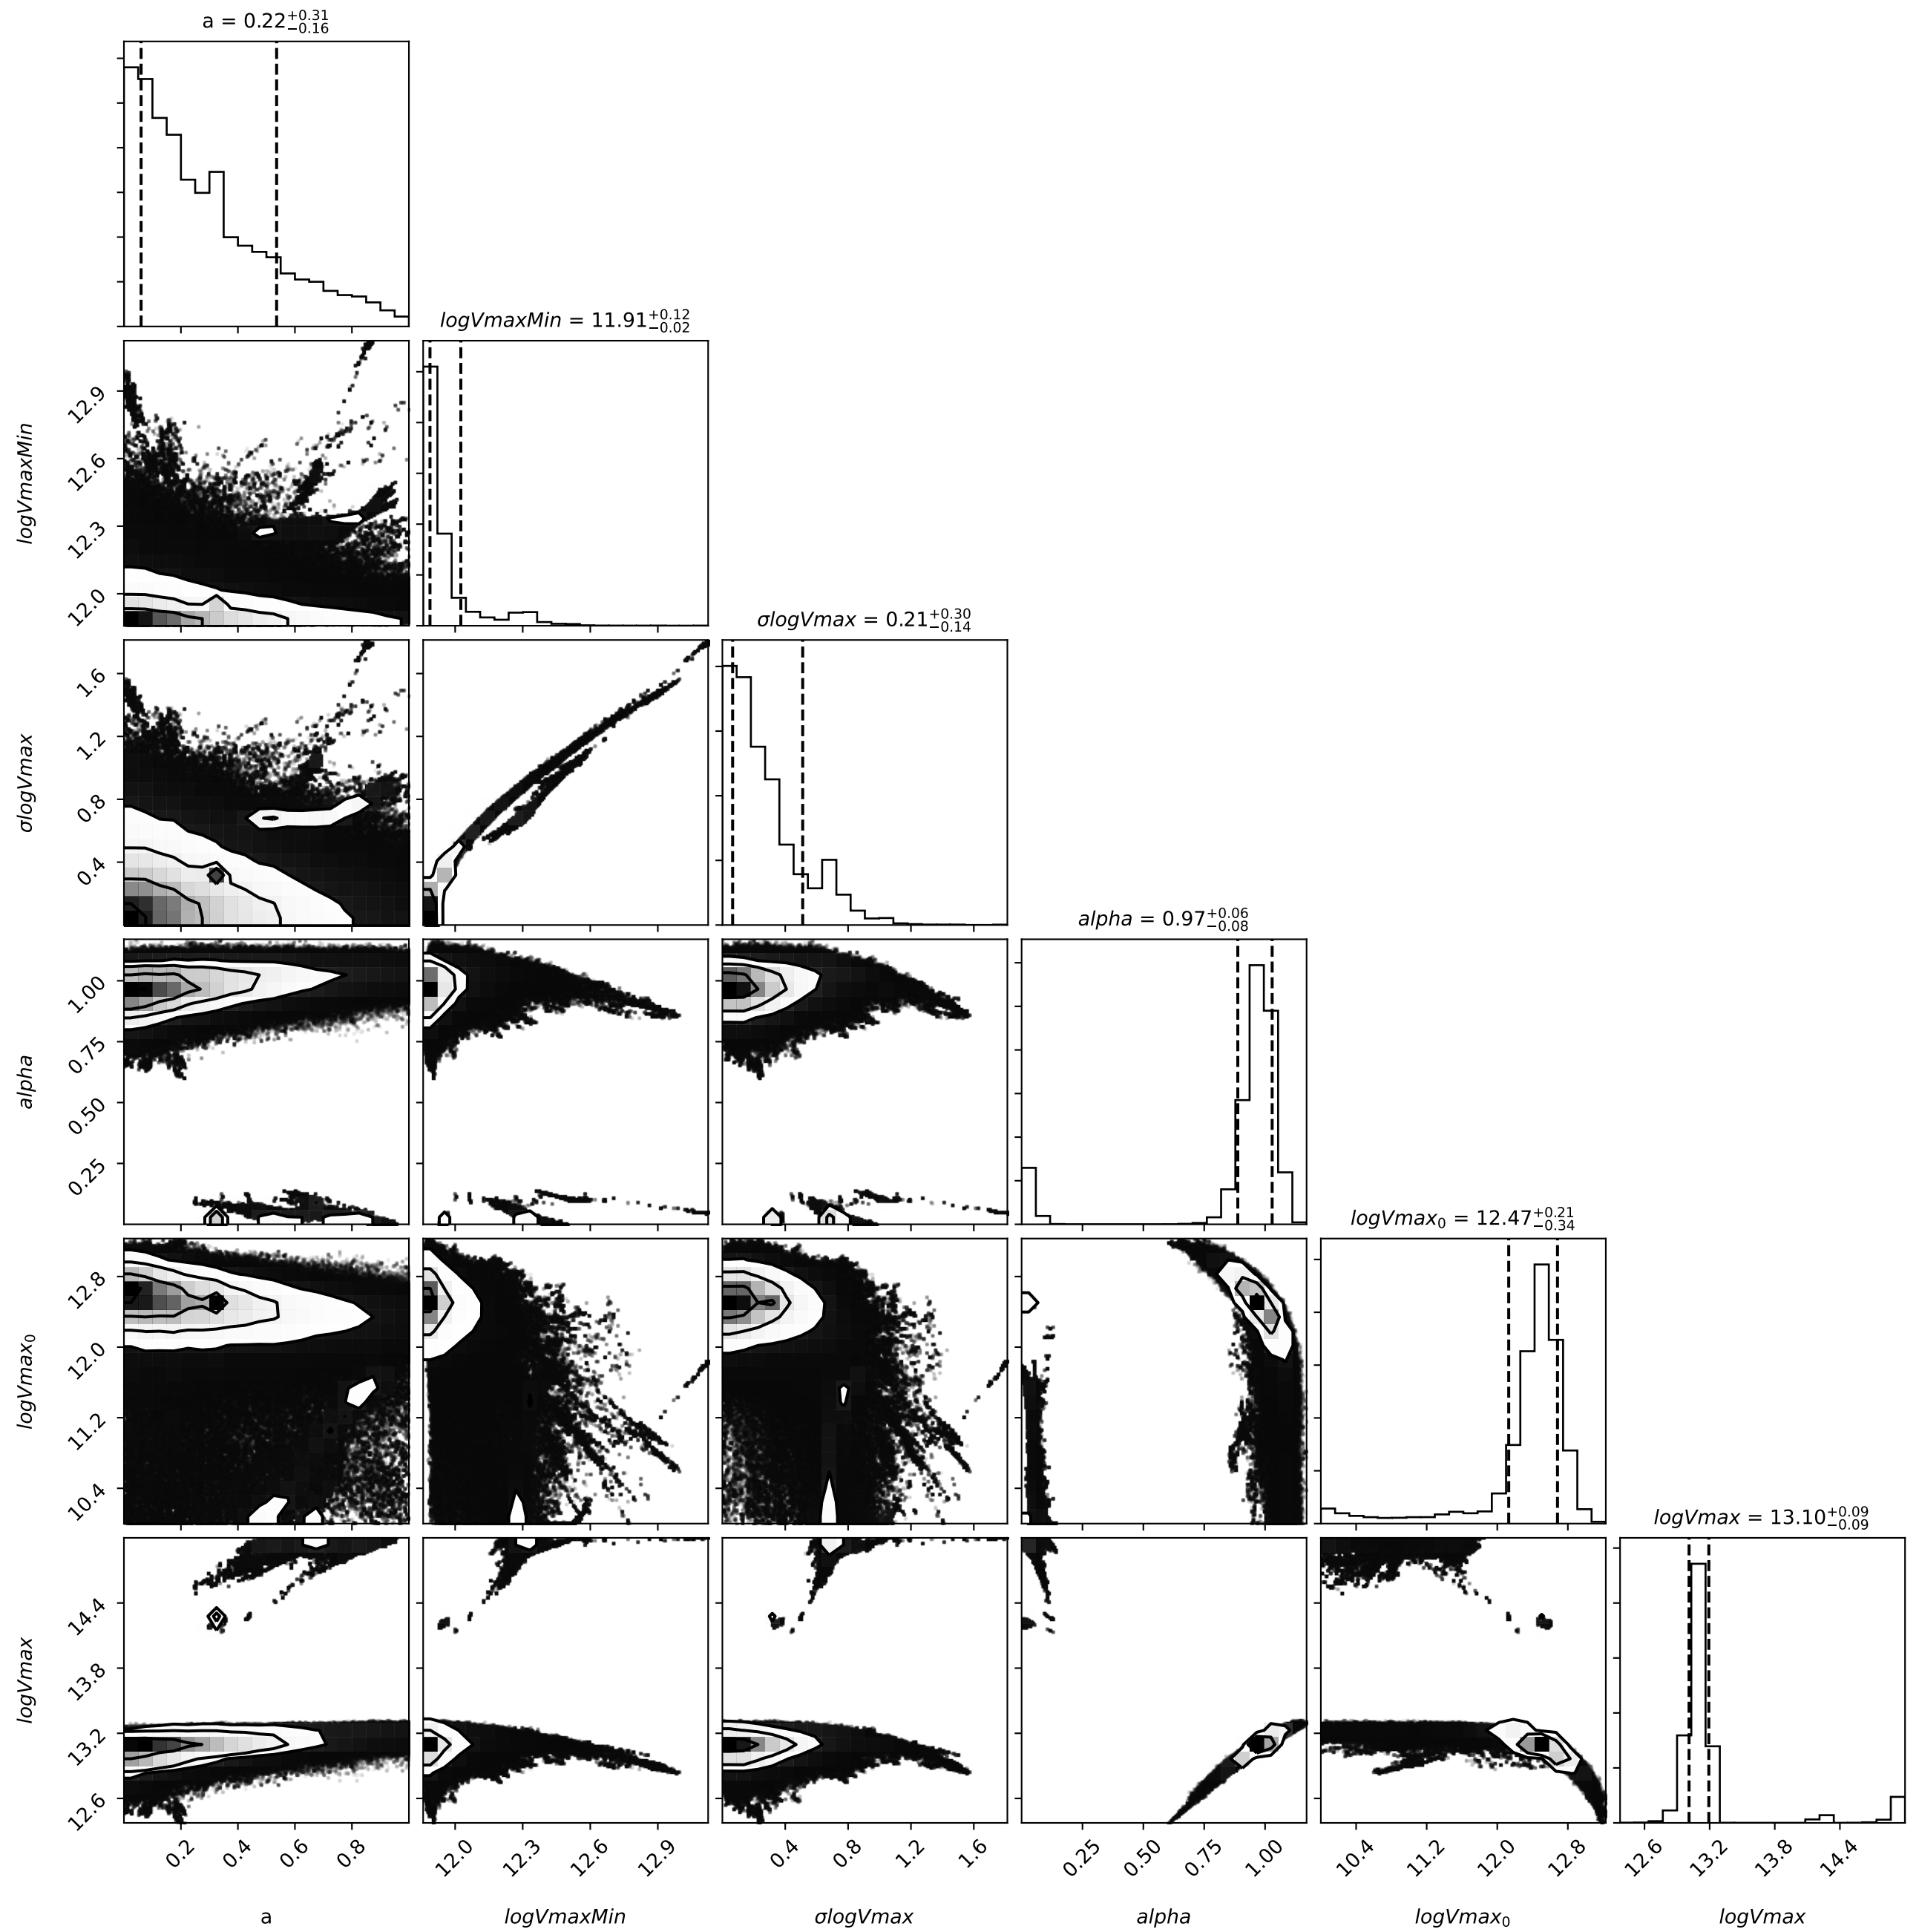 a = 0.22+0.31−0.16
logVmaxMin = 11.91+0.12−0.02
12.9
12.6
12.3
12.0
logVmaxMin
σlogVmax = 0.21+0.30−0.14
1.6
1.2
0.8
0.4
σlogVmax
alpha = 0.97+0.06−0.08
1.00
0.75
0.50
0.25
alpha
logVmax₀ = 12.47+0.21−0.34
12.8
12.0
11.2
10.4
logVmax₀
logVmax = 13.10+0.09−0.09
14.4
13.8
13.2
12.6
logVmax
0.2 0.4 0.6 0.8 12.0 12.3 12.6 12.9 0.4 0.8 1.2 1.6 0.25 0.50 0.75 1.00 10.4 11.2 12.0 12.8 12.6 13.2 13.8 14.4
a logVmaxMin σlogVmax alpha logVmax₀ logVmax